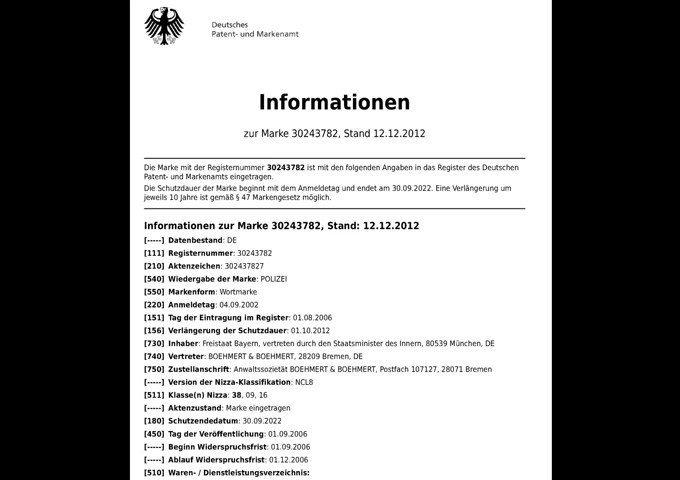 Deutsches
Patent- und Markenamt
Informationen
zur Marke 30243782, Stand 12.12.2012
Die Marke mit der Registernummer 30243782 ist mit den folgenden Angaben in das Register des Deutschen
Patent- und Markenamts eingetragen.
Die Schutzdauer der Marke beginnt mit dem Anmeldetag und endet am 30.09.2022. Eine Verlängerung um
jeweils 10 Jahre ist gemäß § 47 Markengesetz möglich.
Informationen zur Marke 30243782, Stand: 12.12.2012
[-----] Datenbestand: DE
[111] Registernummer: 30243782
[210] Aktenzeichen: 302437827
[540] Wiedergabe der Marke: POLIZEI
[550] Markenform: Wortmarke
[220] Anmeldetag: 04.09.2002
[151] Tag der Eintragung im Register: 01.08.2006
[156] Verlängerung der Schutzdauer: 01.10.2012
[730] Inhaber: Freistaat Bayern, vertreten durch den Staatsminister des Innern, 80539 München, DE
[740] Vertreter: BOEHMERT & BOEHMERT, 28209 Bremen, DE
[750] Zustellanschrift: Anwaltssozietät BOEHMERT & BOEHMERT, Postfach 107127, 28071 Bremen
[-----] Version der Nizza-Klassifikation: NCL8
[511] Klasse(n) Nizza: 38, 09, 16
[-----] Aktenzustand: Marke eingetragen
[180] Schutzendedatum: 30.09.2022
[450] Tag der Veröffentlichung: 01.09.2006
[-----] Beginn Widerspruchsfrist: 01.09.2006
[-----] Ablauf Widerspruchsfrist: 01.12.2006
[510] Waren- / Dienstleistungsverzeichnis: